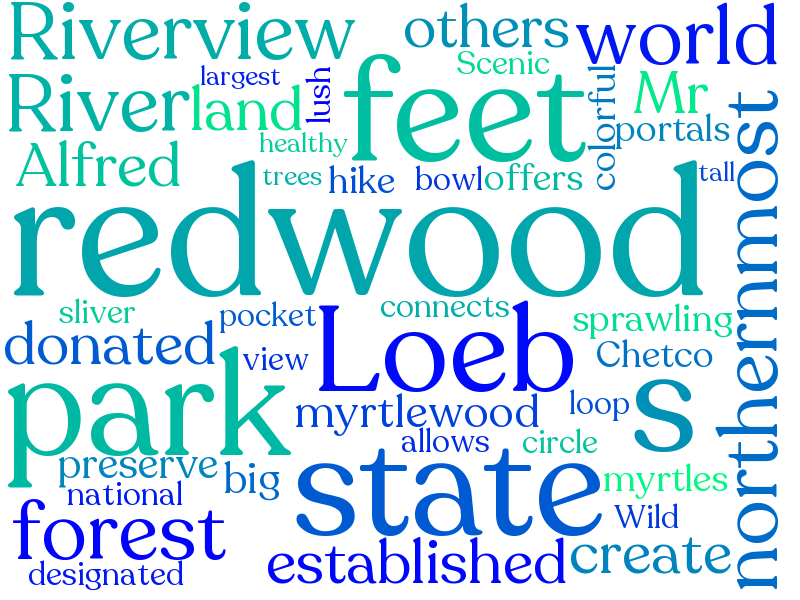 Riverview others world
Scenic
largest lush feet colorful Mr
River land portals
healthy
Alfred trees hike bowl offers tall
redwood northernmost
sliver pocket connects sprawling
donated view Loeb Chetco
park myrtlewood loop s
allows circle
preserve big state myrtles
national Wild
forest
established create
designated